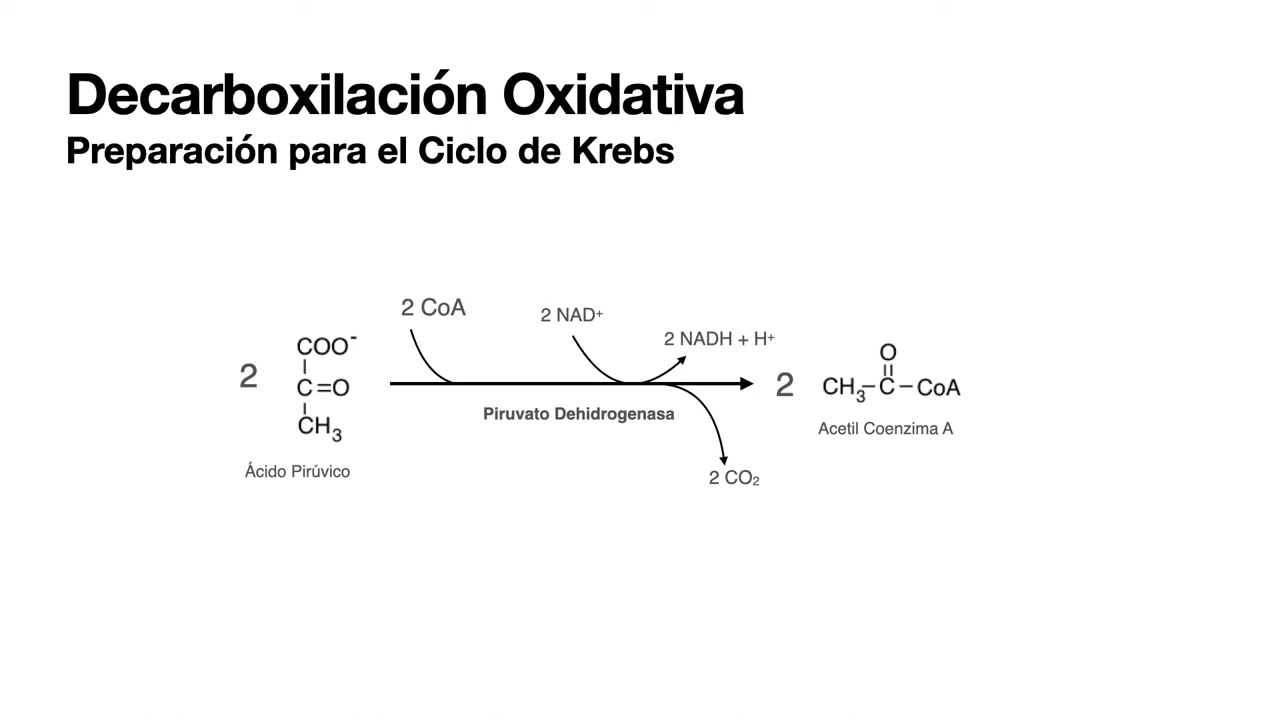 Decarboxilación Oxidativa
Preparación para el Ciclo de Krebs
2 CoA
2 NAD⁺
2 NADH + H⁺
2
COO⁻
C=O
CH₃
Ácido Pirúvico
Piruvato Dehidrogenasa
2 CO₂
2
O
CH₃–C–CoA
Acetil Coenzima A